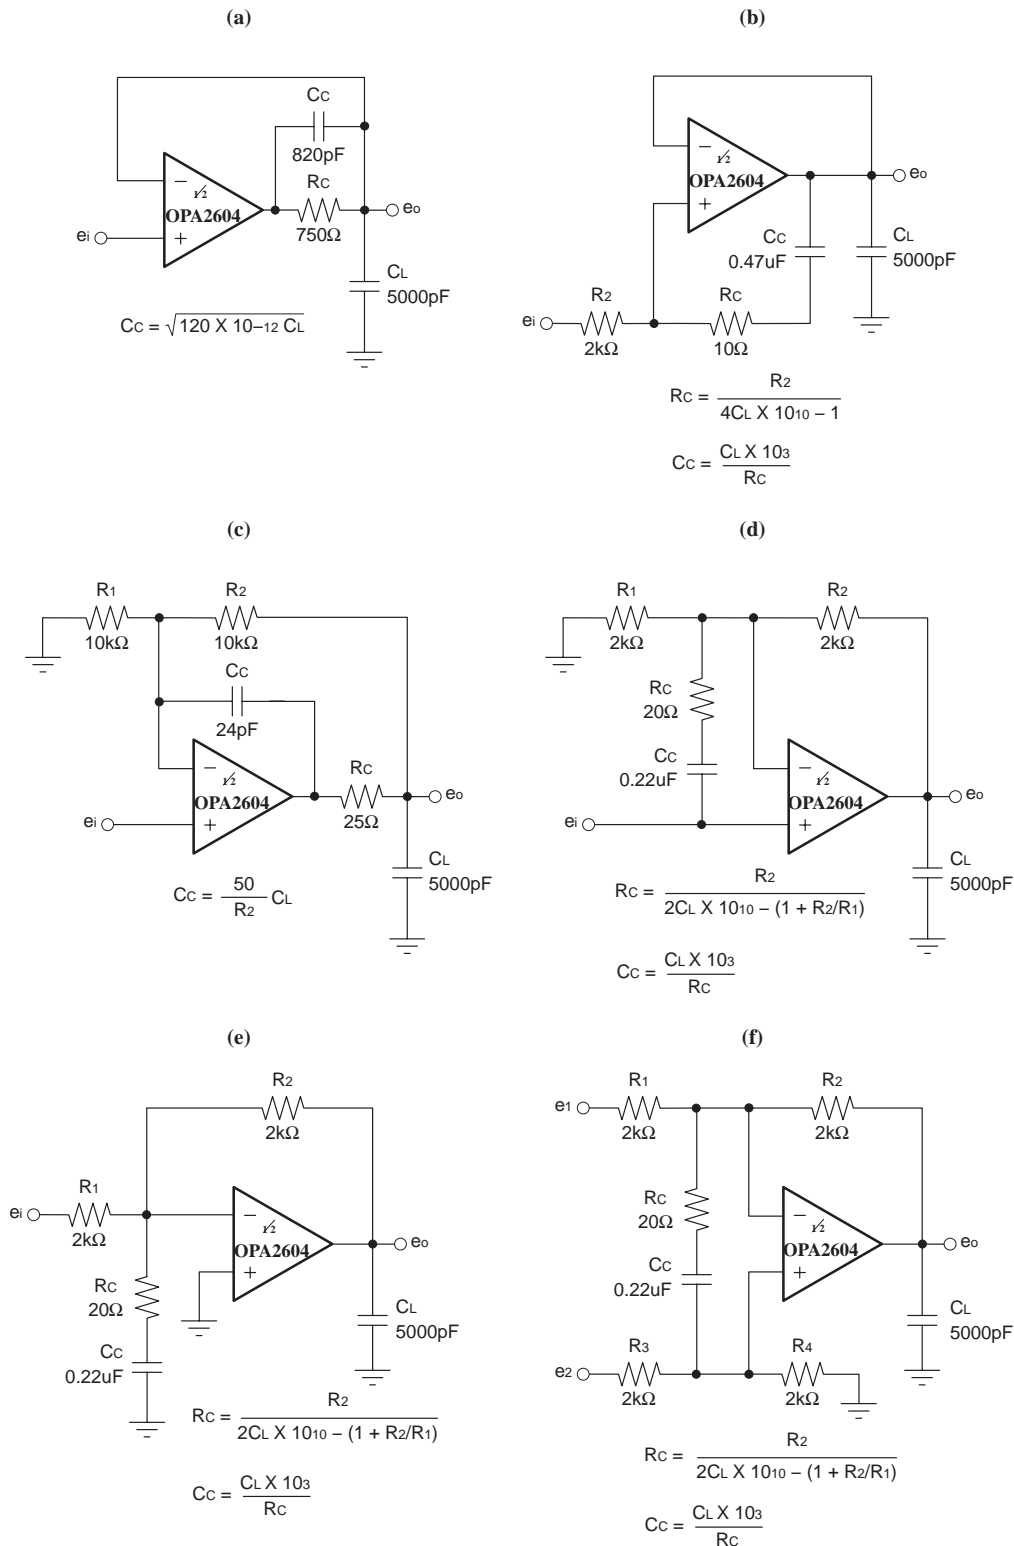 (a)
CC
820pF
½
OPA2604
RC
750Ω
eo
ei
CL
5000pF
CC = √120 X 10–12 CL
(b)
½
OPA2604
eo
CC
0.47uF
CL
5000pF
R2
RC
ei
2kΩ
10Ω
RC = R2
4CL X 1010 – 1
CC = CL X 103
RC
(c)
R1
R2
10kΩ
10kΩ
CC
24pF
½
OPA2604
RC
25Ω
eo
ei
CL
5000pF
CC = 50 CL
R2
(d)
R1
R2
2kΩ
2kΩ
RC
20Ω
CC
0.22uF
½
OPA2604
eo
ei
CL
5000pF
RC = R2
2CL X 1010 – (1 + R2/R1)
CC = CL X 103
RC
(e)
R2
2kΩ
R1
ei
2kΩ
½
OPA2604
eo
RC
20Ω
CL
5000pF
CC
0.22uF
RC = R2
2CL X 1010 – (1 + R2/R1)
CC = CL X 103
RC
(f)
R1
R2
e1
2kΩ
2kΩ
RC
20Ω
½
OPA2604
eo
CC
0.22uF
CL
5000pF
R3
R4
e2
2kΩ
2kΩ
RC = R2
2CL X 1010 – (1 + R2/R1)
CC = CL X 103
RC